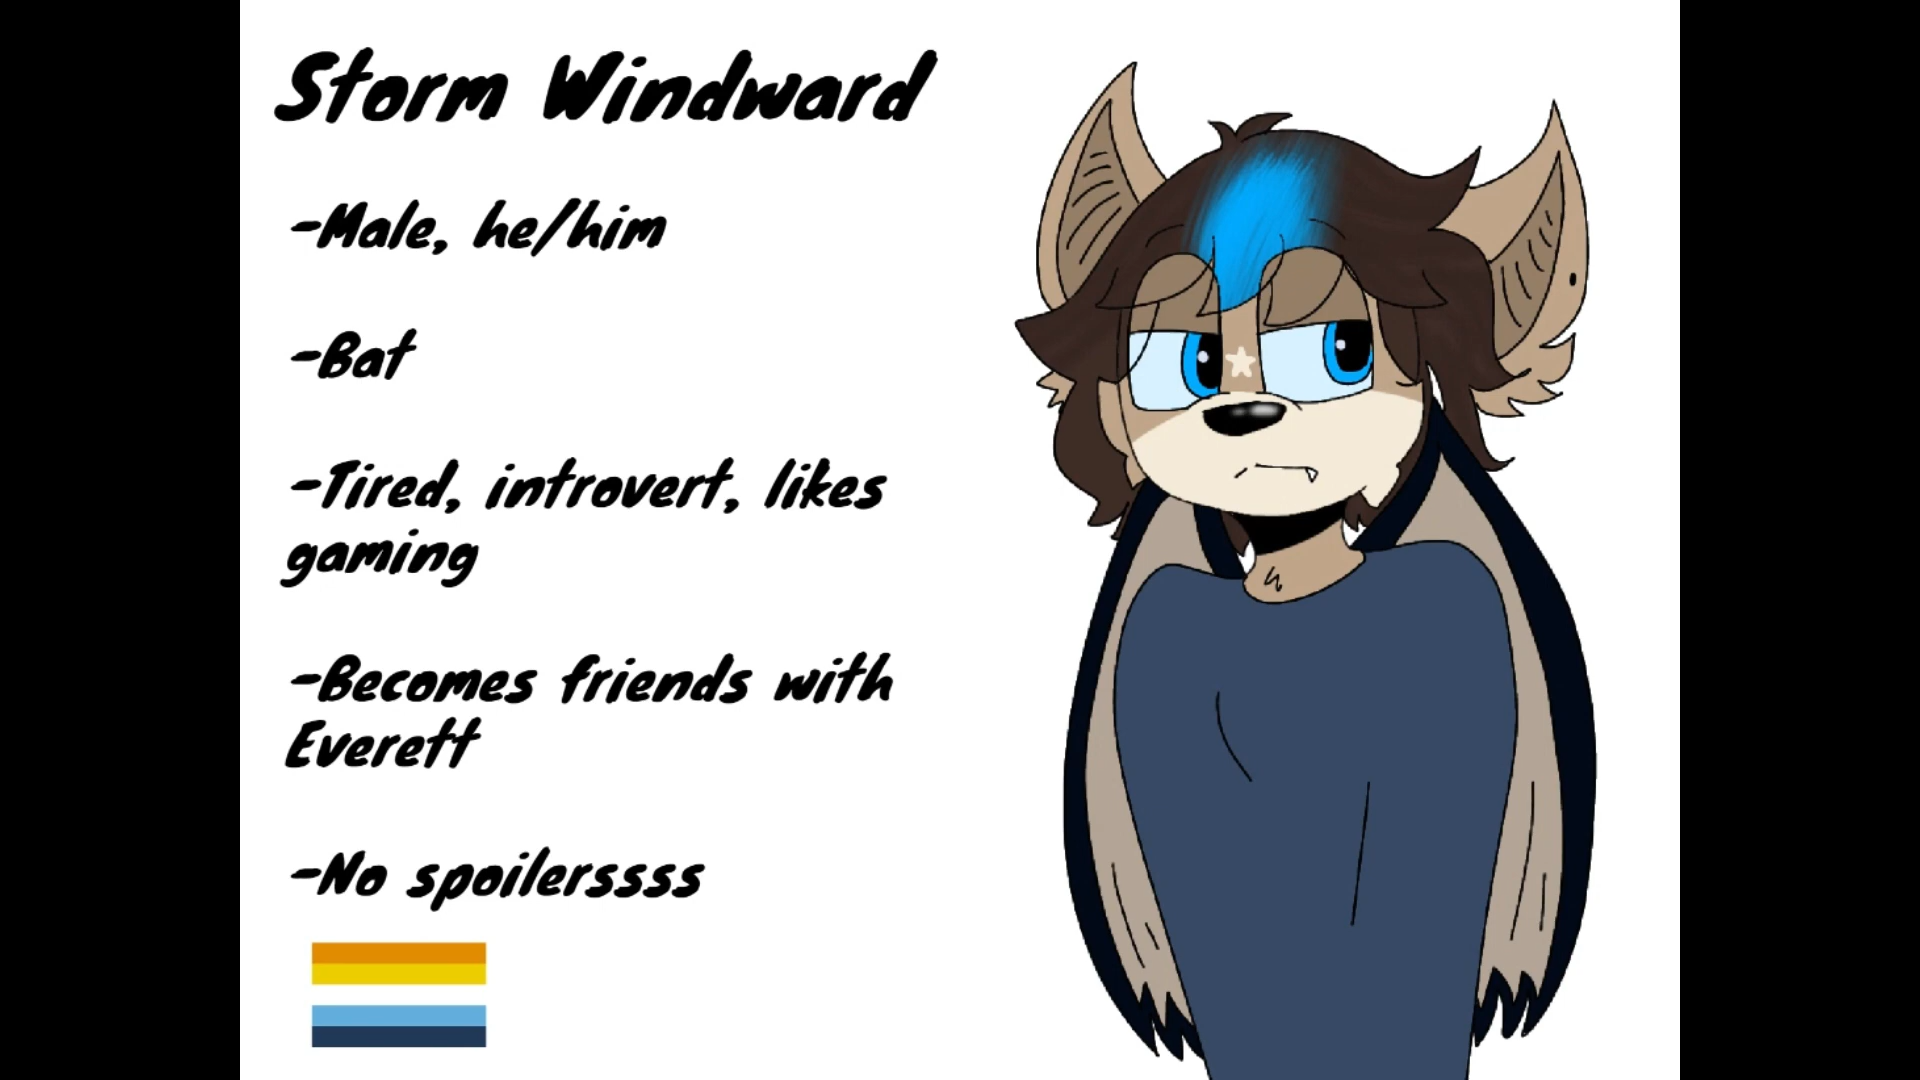 Storm Windward
-Male, he/him
-Bat
-Tired, introvert, likes
gaming
-Becomes friends with
Everett
-No spoilerssss